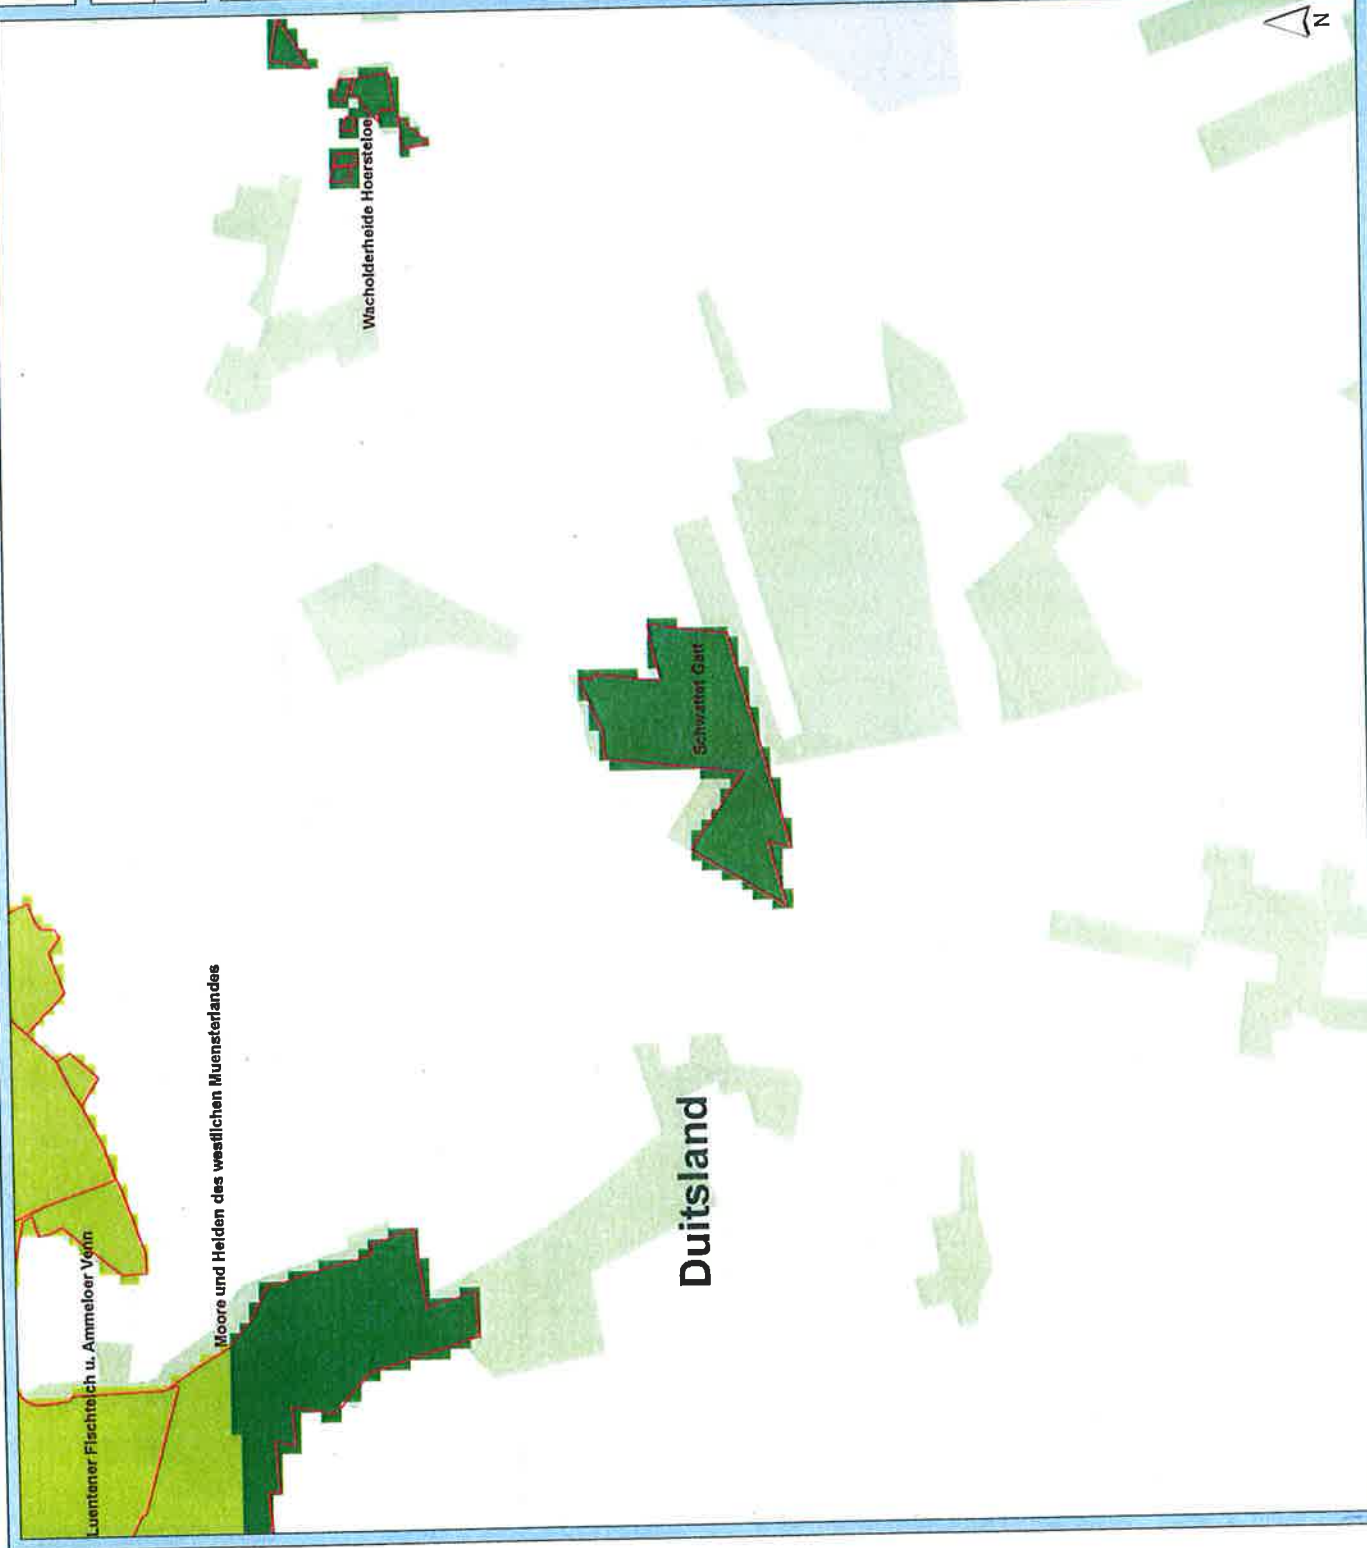 Luentener Fischteich u. Ammeloer Venn
Moore und Heiden des westlichen Muensterlandes
Wacholderheide Hoersteloe
Schwattet Gatt
Duitsland
N